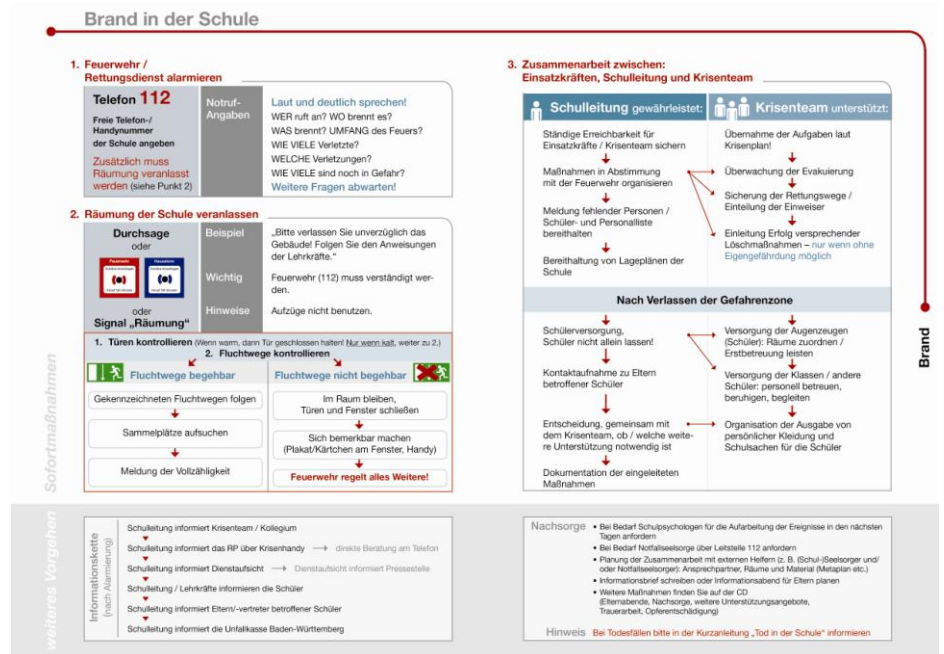 Brand in der Schule
1. Feuerwehr /
Rettungsdienst alarmieren
Telefon 112
Freie Telefon-/
Handynummer
der Schule angeben
Zusätzlich muss
Räumung veranlasst
werden (siehe Punkt 2)
Notruf-
Angaben
Laut und deutlich sprechen!
WER ruft an? WO brennt es?
WAS brennt? UMFANG des Feuers?
WIE VIELE Verletzte?
WELCHE Verletzungen?
WIE VIELE sind noch in Gefahr?
Weitere Fragen abwarten!
2. Räumung der Schule veranlassen
Durchsage
oder
oder
Signal „Räumung“
Beispiel
„Bitte verlassen Sie unverzüglich das
Gebäude! Folgen Sie den Anweisungen
der Lehrkräfte.“
Wichtig
Feuerwehr (112) muss verständigt wer-
den.
Hinweise
Aufzüge nicht benutzen.
1. Türen kontrollieren (Wenn warm, dann Tür geschlossen halten! Nur wenn kalt, weiter zu 2.)
2. Fluchtwege kontrollieren
Fluchtwege begehbar
Gekennzeichneten Fluchtwegen folgen
Sammelplätze aufsuchen
Meldung der Vollzähligkeit
Fluchtwege nicht begehbar
Im Raum bleiben,
Türen und Fenster schließen
Sich bemerkbar machen
(Plakat/Kärtchen am Fenster, Handy)
Feuerwehr regelt alles Weitere!
Sofortmaßnahmen
3. Zusammenarbeit zwischen:
Einsatzkräften, Schulleitung und Krisenteam
Schulleitung gewährleistet:
Ständige Erreichbarkeit für
Einsatzkräfte / Krisenteam sichern
Maßnahmen in Abstimmung
mit der Feuerwehr organisieren
Meldung fehlender Personen /
Schüler- und Personalliste
bereithalten
Bereithaltung von Lageplänen der
Schule
Krisenteam unterstützt:
Übernahme der Aufgaben laut
Krisenplan!
Überwachung der Evakuierung
Sicherung der Rettungswege /
Einteilung der Einweiser
Einleitung Erfolg versprechender
Löschmaßnahmen – nur wenn ohne
Eigengefährdung möglich
Nach Verlassen der Gefahrenzone
Schülerversorgung,
Schüler nicht allein lassen!
Kontaktaufnahme zu Eltern
betroffener Schüler
Entscheidung, gemeinsam mit
dem Krisenteam, ob / welche weite-
re Unterstützung notwendig ist
Dokumentation der eingeleiteten
Maßnahmen
Versorgung der Augenzeugen
(Schüler): Räume zuordnen /
Erstbetreuung leisten
Versorgung der Klassen / andere
Schüler: personell betreuen,
beruhigen, begleiten
Organisation der Ausgabe von
persönlicher Kleidung und
Schulsachen für die Schüler
Brand
weiteres Vorgehen
Informationskette
(nach Alarmierung)
Schulleitung informiert Krisenteam / Kollegium
Schulleitung informiert das RP über Krisenhandy → direkte Beratung am Telefon
Schulleitung informiert Dienstaufsicht → Dienstaufsicht informiert Pressestelle
Schulleitung / Lehrkräfte informieren die Schüler
Schulleitung informiert Eltern/-vertreter betroffener Schüler
Schulleitung informiert die Unfallkasse Baden-Württemberg
Nachsorge
• Bei Bedarf Schulpsychologen für die Aufarbeitung der Ereignisse in den nächsten
Tagen anfordern
• Bei Bedarf Notfallseelsorge über Leitstelle 112 anfordern
• Planung der Zusammenarbeit mit externen Helfern (z. B. (Schul-)Seelsorger und/
oder Notfallseelsorger): Ansprechpartner, Räume und Material (Metaplan etc.)
• Informationsbrief schreiben oder Informationsabend für Eltern planen
• Weitere Maßnahmen finden Sie auf der CD
(Elternabende, Nachsorge, weitere Unterstützungsangebote,
Trauerarbeit, Opferentschädigung)
Hinweis Bei Todesfällen bitte in der Kurzanleitung „Tod in der Schule“ informieren